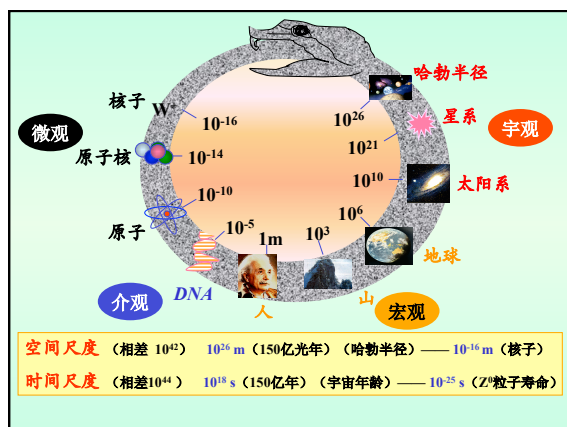 哈勃半径
核子
W⁻
10²⁶
星系
微观
10⁻¹⁶
宇观
10²¹
原子核
10⁻¹⁴
10¹⁰
太阳系
10⁻¹⁰
10⁶
原子
10⁻⁵
1m
10³
地球
介观
DNA
人
山
宏观
空间尺度 (相差 10⁴²) 10²⁶ m (150亿光年) (哈勃半径) —— 10⁻¹⁶ m (核子)
时间尺度 (相差10⁴⁴ ) 10¹⁸ s (150亿年) (宇宙年龄) —— 10⁻²⁵ s (Z⁰粒子寿命)